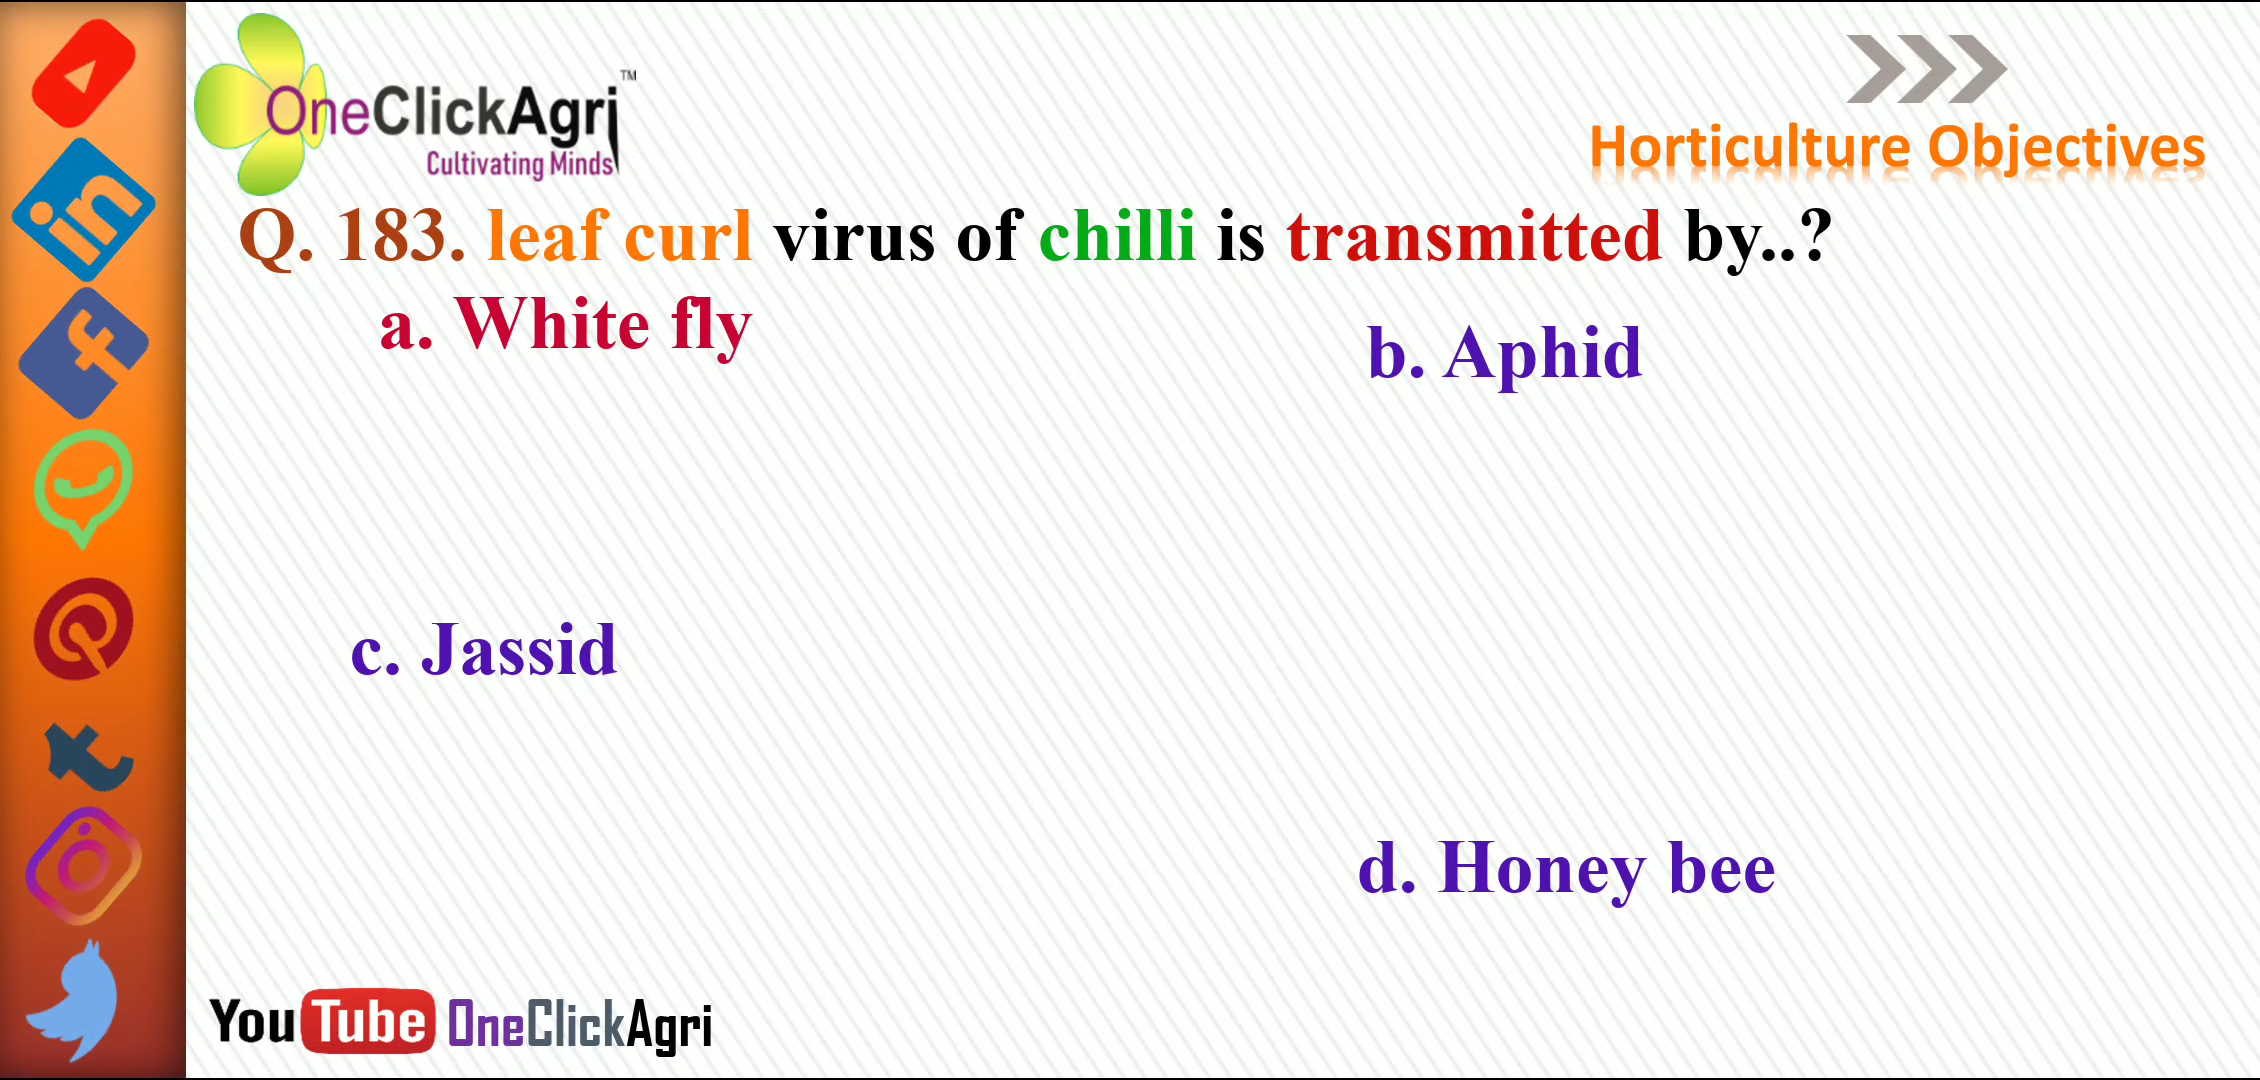 OneClickAgri™
Cultivating Minds
Horticulture Objectives
Q. 183. leaf curl virus of chilli is transmitted by..?
a. White fly
b. Aphid
c. Jassid
d. Honey bee
YouTube OneClickAgri